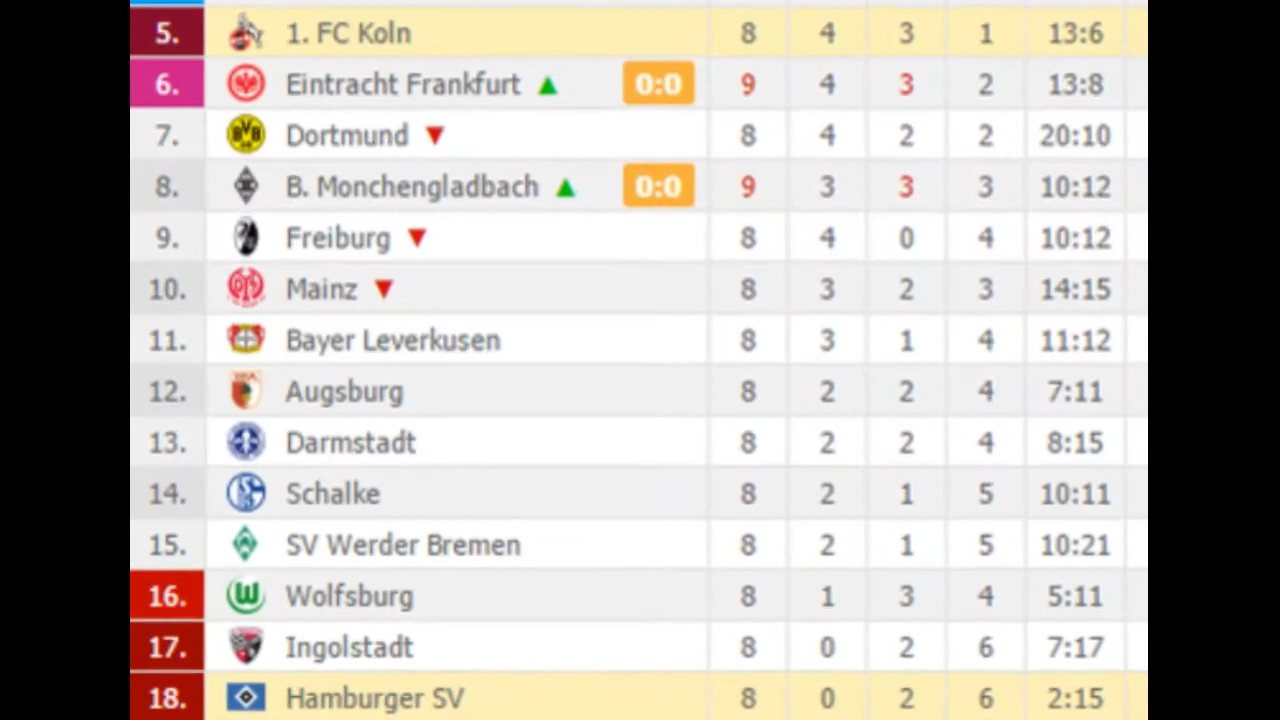 5. 1. FC Koln 8 4 3 1 13:6
6. Eintracht Frankfurt ▲ 0:0 9 4 3 2 13:8
7. Dortmund ▼ 8 4 2 2 20:10
8. B. Monchengladbach ▲ 0:0 9 3 3 3 10:12
9. Freiburg ▼ 8 4 0 4 10:12
10. Mainz ▼ 8 3 2 3 14:15
11. Bayer Leverkusen 8 3 1 4 11:12
12. Augsburg 8 2 2 4 7:11
13. Darmstadt 8 2 2 4 8:15
14. Schalke 8 2 1 5 10:11
15. SV Werder Bremen 8 2 1 5 10:21
16. Wolfsburg 8 1 3 4 5:11
17. Ingolstadt 8 0 2 6 7:17
18. Hamburger SV 8 0 2 6 2:15